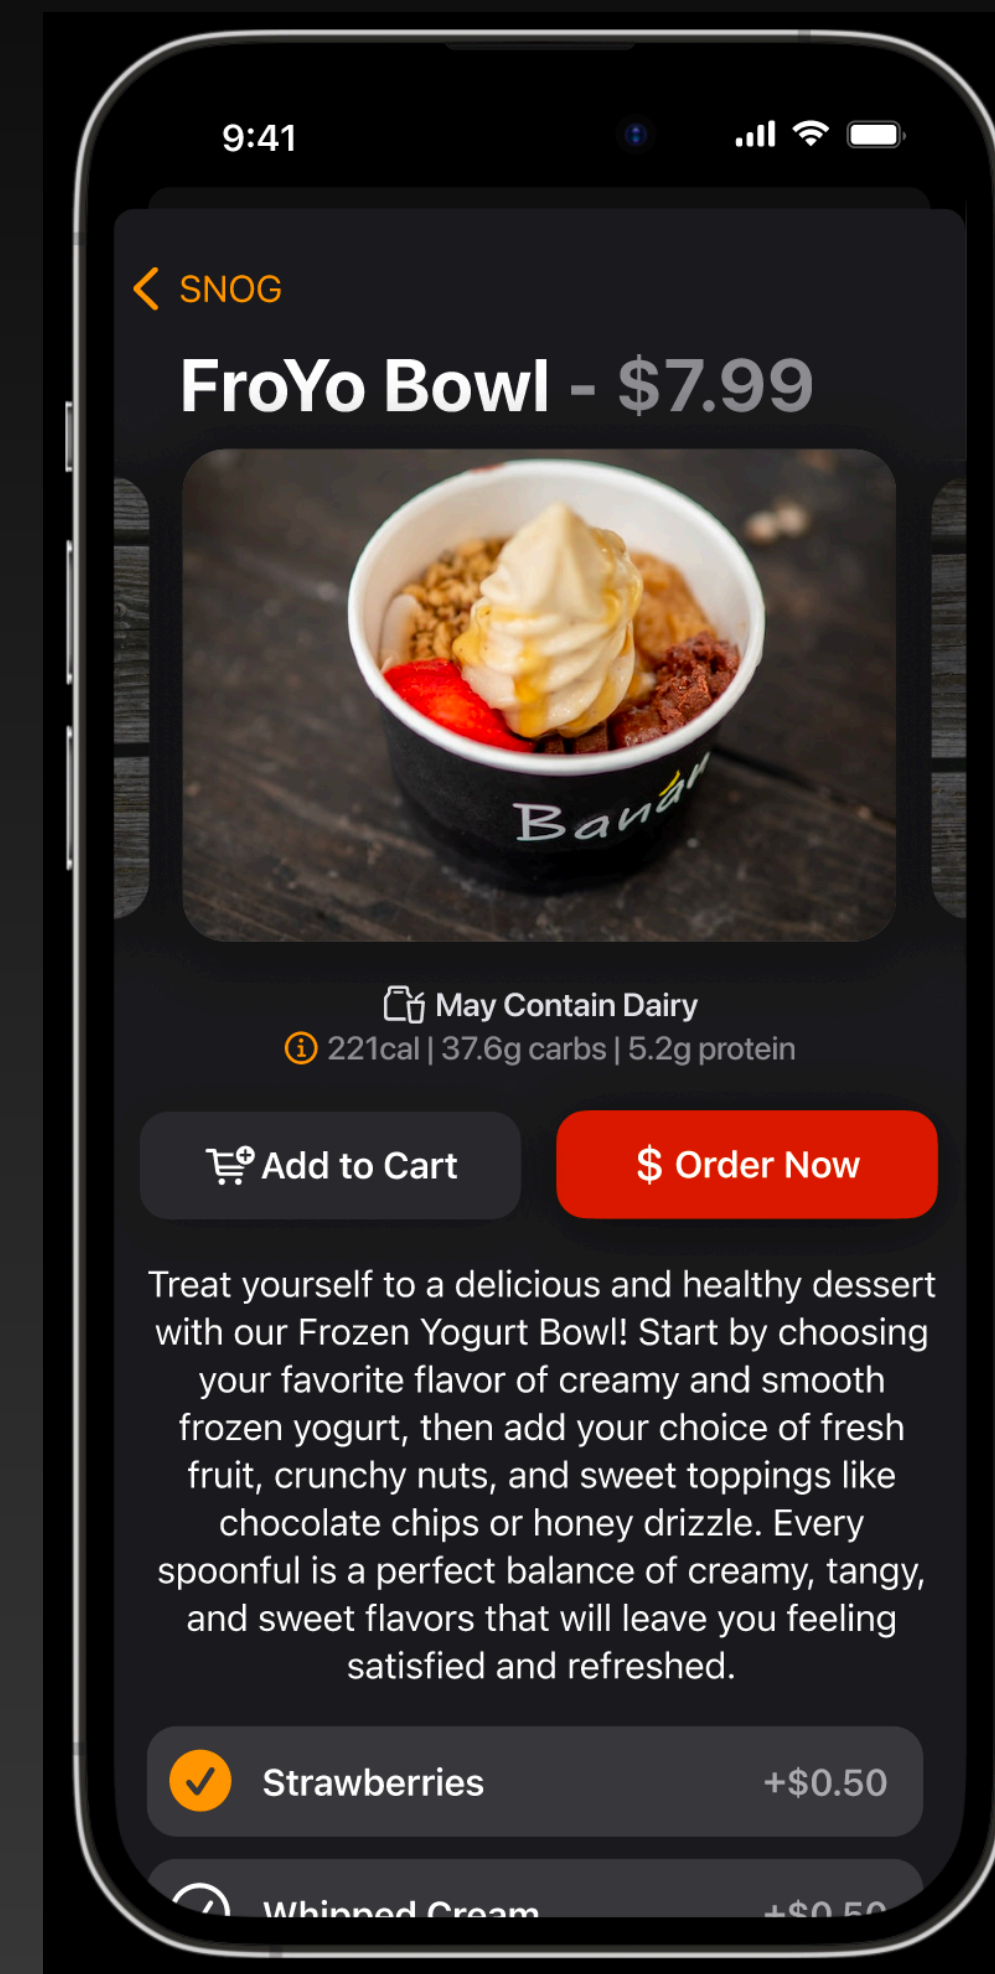 9:41
SNOG
FroYo Bowl - $7.99
Banán
May Contain Dairy
221cal | 37.6g carbs | 5.2g protein
Add to Cart
$ Order Now
Treat yourself to a delicious and healthy dessert
with our Frozen Yogurt Bowl! Start by choosing
your favorite flavor of creamy and smooth
frozen yogurt, then add your choice of fresh
fruit, crunchy nuts, and sweet toppings like
chocolate chips or honey drizzle. Every
spoonful is a perfect balance of creamy, tangy,
and sweet flavors that will leave you feeling
satisfied and refreshed.
Strawberries +$0.50
Whipped Cream +$0.50